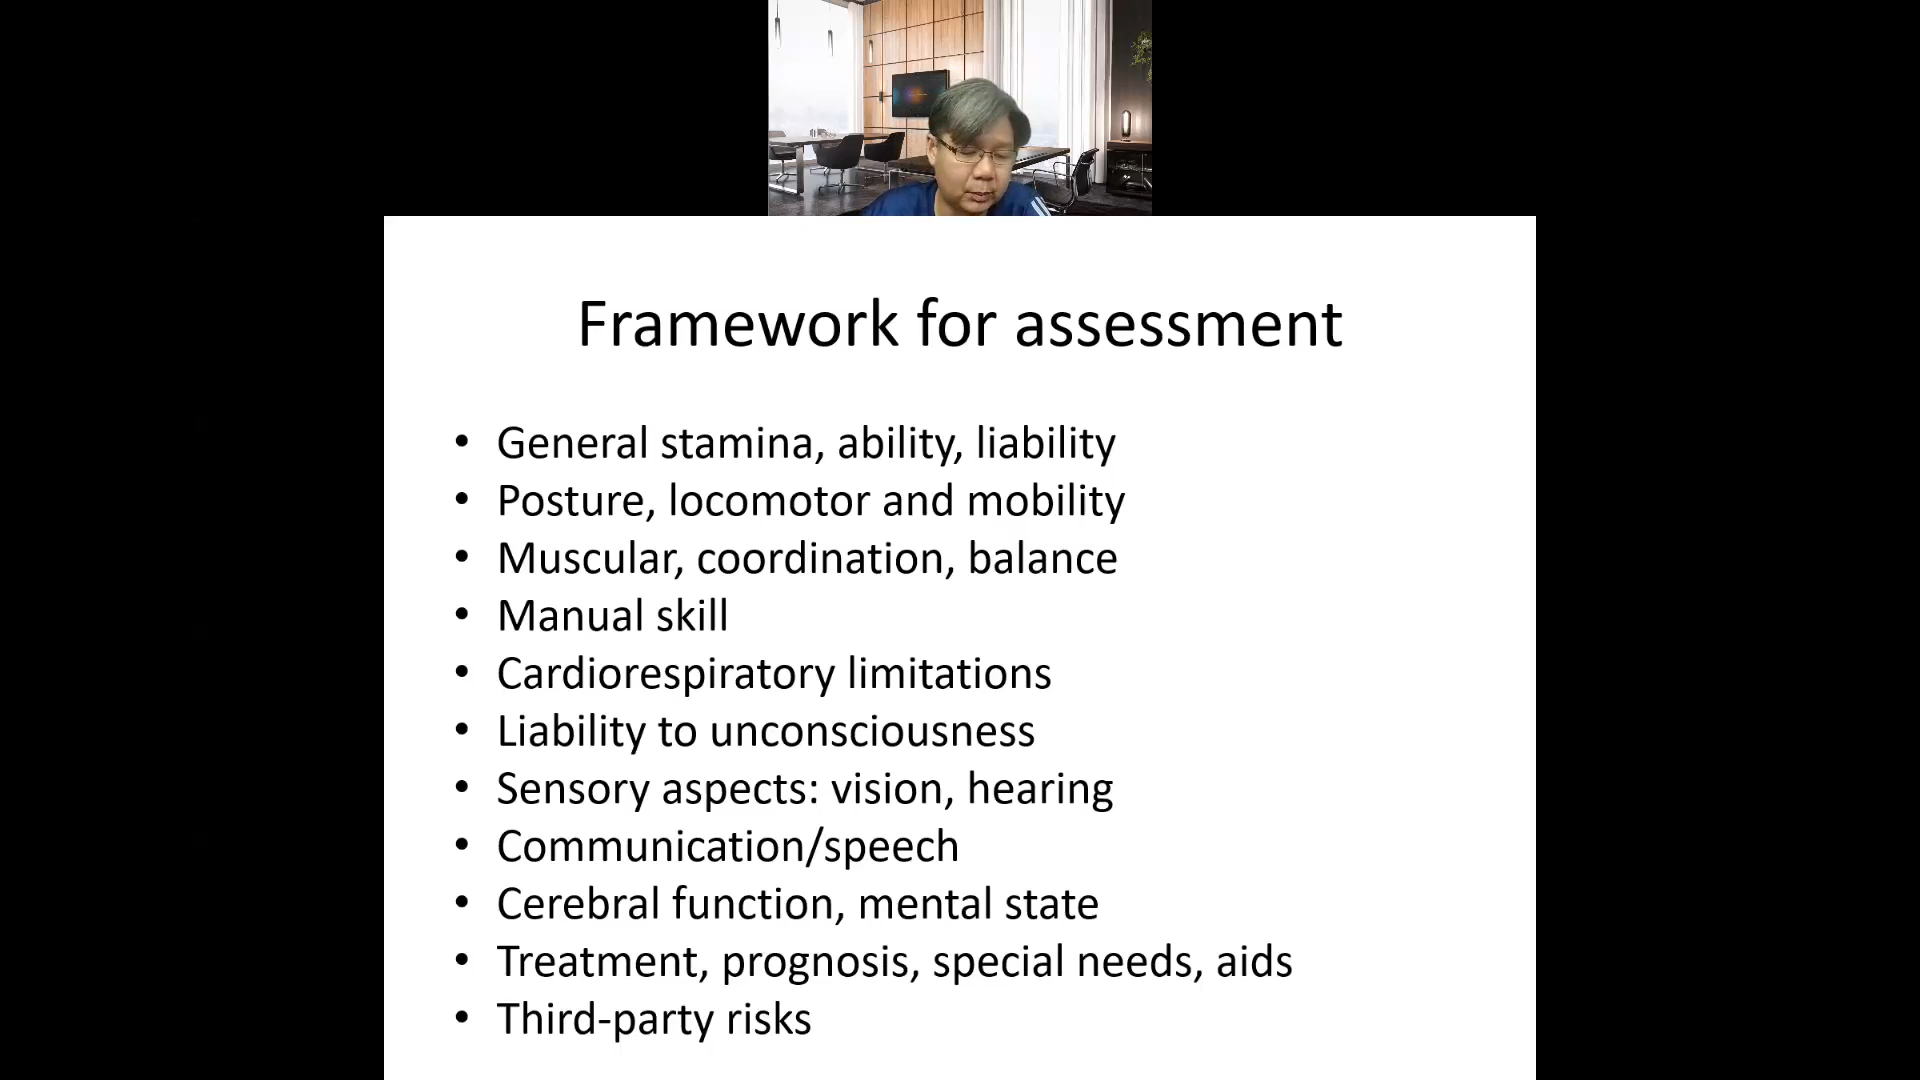 Framework for assessment
• General stamina, ability, liability
• Posture, locomotor and mobility
• Muscular, coordination, balance
• Manual skill
• Cardiorespiratory limitations
• Liability to unconsciousness
• Sensory aspects: vision, hearing
• Communication/speech
• Cerebral function, mental state
• Treatment, prognosis, special needs, aids
• Third-party risks